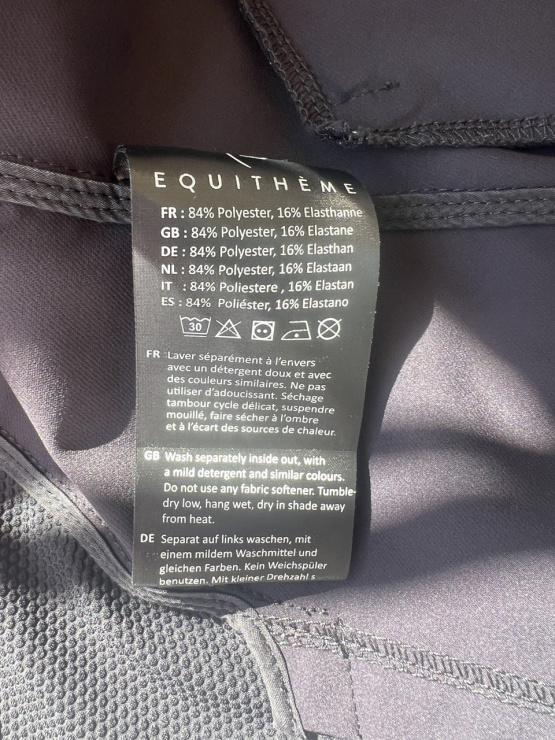 EQUITHÈME
FR : 84% Polyester, 16% Elasthanne
GB : 84% Polyester, 16% Elastane
DE : 84% Polyester, 16% Elasthan
NL : 84% Polyester, 16% Elastaan
IT : 84% Poliestere , 16% Elastan
ES : 84% Poliéster, 16% Elastano
30
FR Laver séparément à l'envers
avec un détergent doux et avec
des couleurs similaires. Ne pas
utiliser d'adoucissant. Séchage
tambour cycle délicat, suspendre
mouillé, faire sécher à l'ombre
et à l'écart des sources de chaleur.
GB Wash separately inside out, with
a mild detergent and similar colours.
Do not use any fabric softener. Tumble-
dry low, hang wet, dry in shade away
from heat.
DE Separat auf links waschen, mit
einem mildem Waschmittel und
gleichen Farben. Kein Weichspüler
benutzen. Mit kleiner Drehzahl s